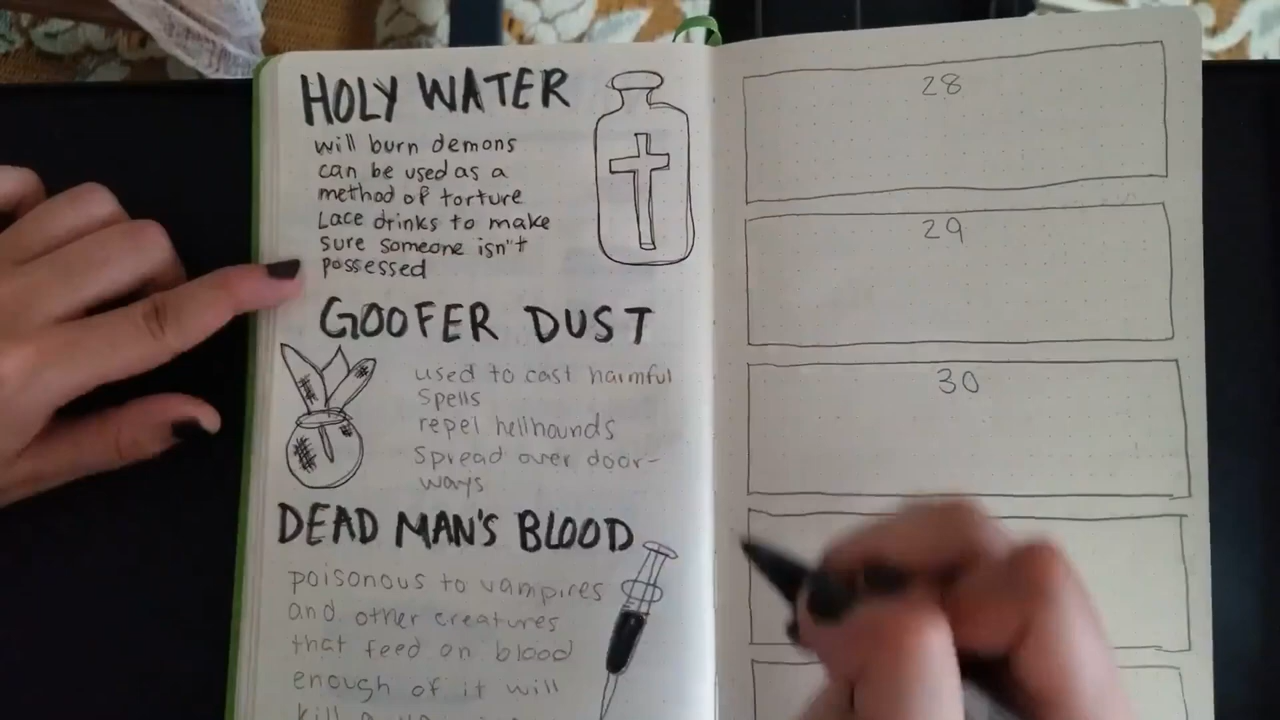 HOLY WATER
will burn demons
can be used as a
method of torture
Lace drinks to make
sure someone isn"t
possessed
GOOFER DUST
used to cast harmful
Spells
repel hellhounds
Spread over door-
ways
DEAD MAN'S BLOOD
poisonous to vampires
and other creatures
that feed on blood
enough of it will
kill a
28
29
30